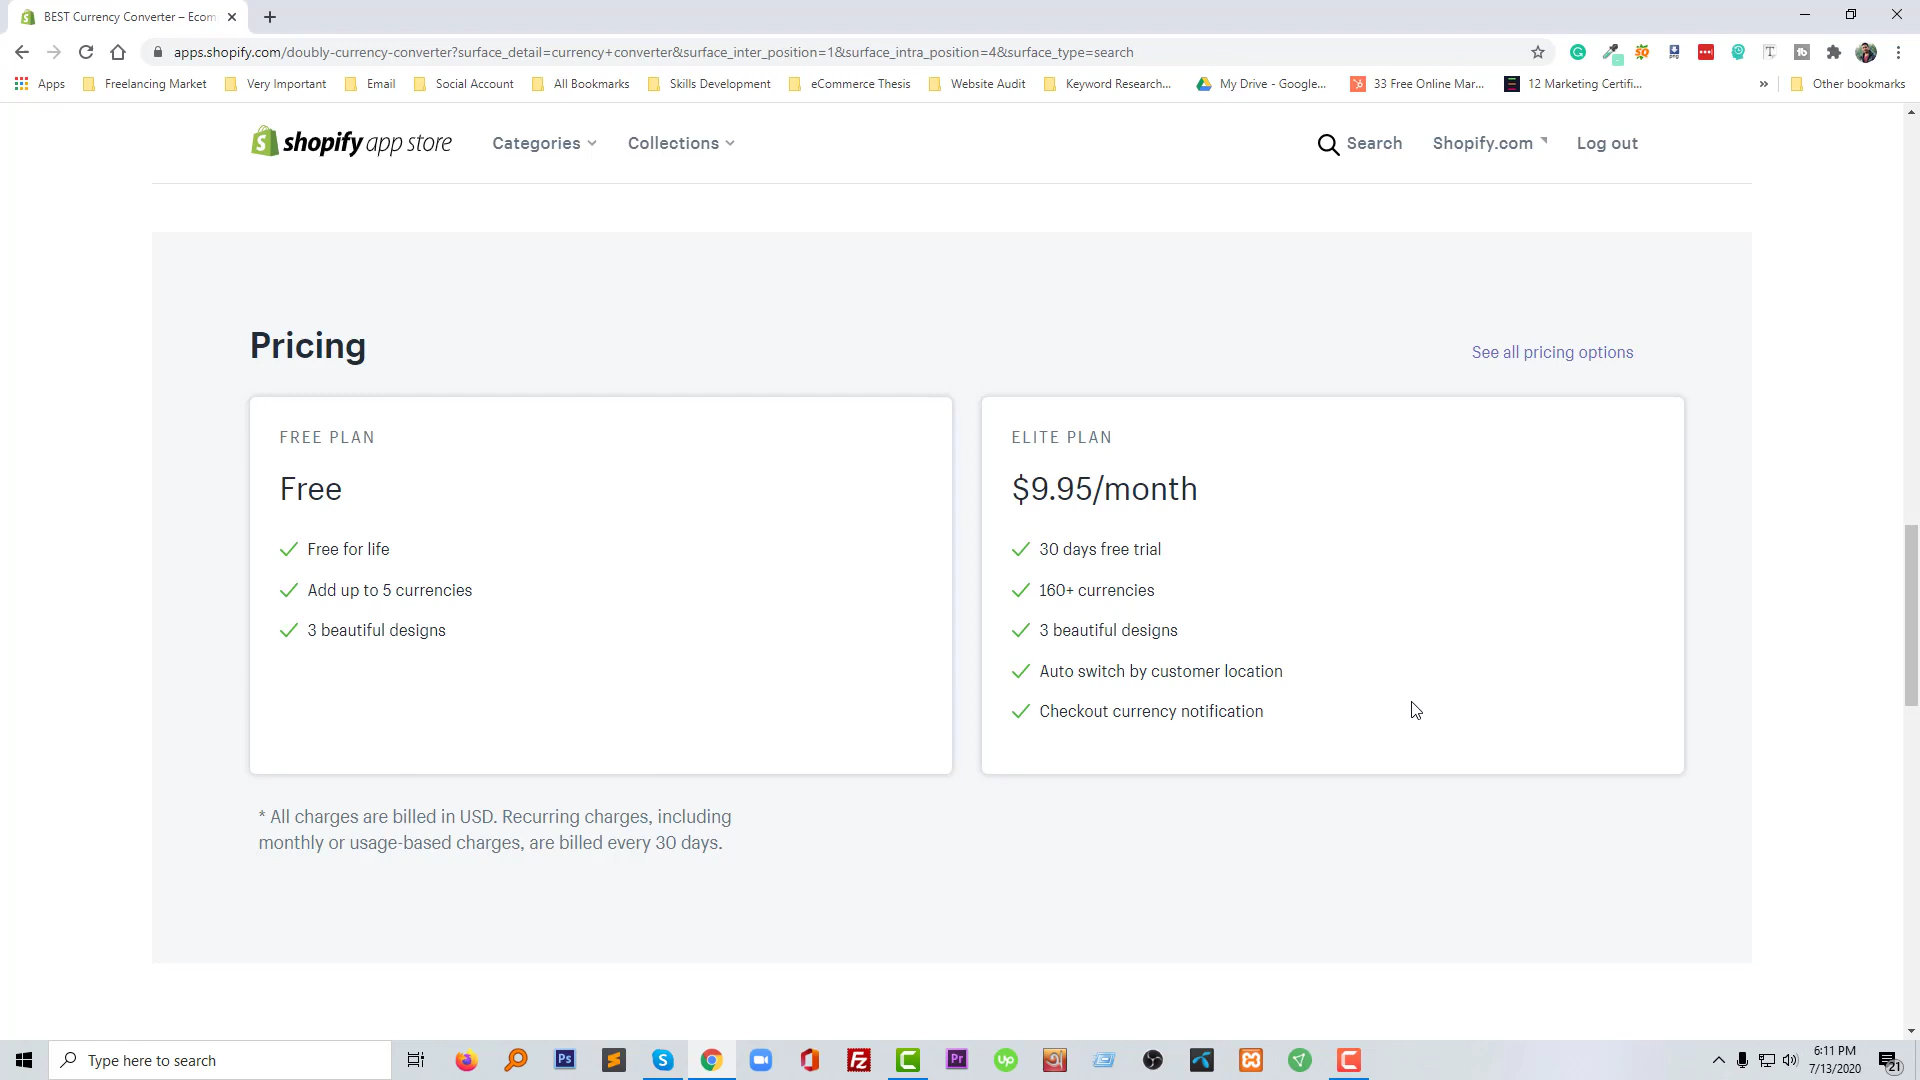 BEST Currency Converter – Ecom
apps.shopify.com/doubly-currency-converter?surface_detail=currency+converter&surface_inter_position=1&surface_intra_position=4&surface_type=search
Apps Freelancing Market Very Important Email Social Account All Bookmarks Skills Development eCommerce Thesis Website Audit Keyword Research... My Drive - Google... 33 Free Online Mar... 12 Marketing Certifi... » Other bookmarks
shopify app store Categories Collections Search Shopify.com Log out
Pricing
See all pricing options
FREE PLAN
Free
Free for life
Add up to 5 currencies
3 beautiful designs
ELITE PLAN
$9.95/month
30 days free trial
160+ currencies
3 beautiful designs
Auto switch by customer location
Checkout currency notification
* All charges are billed in USD. Recurring charges, including
monthly or usage-based charges, are billed every 30 days.
Type here to search
6:11 PM
7/13/2020
21